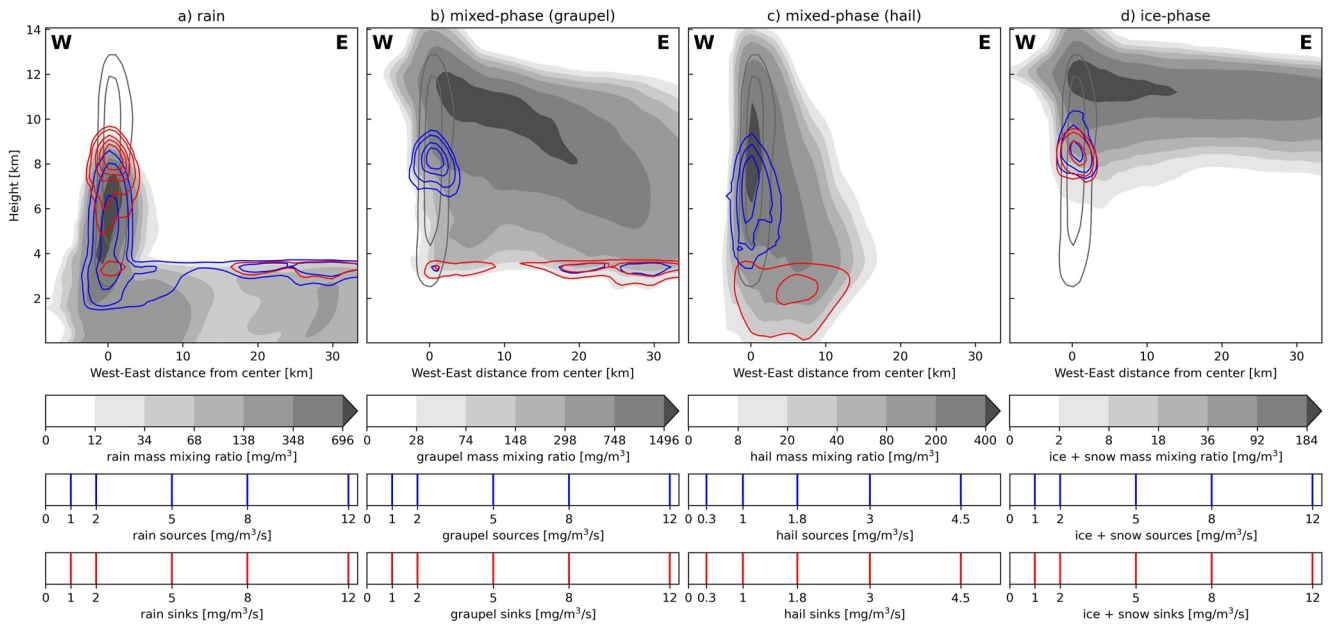 a) rain
b) mixed-phase (graupel)
c) mixed-phase (hail)
d) ice-phase
W E
W E
W E
W E
14
12
10
8
6
4
2
Height [km]
0 10 20 30
0 10 20 30
0 10 20 30
0 10 20 30
West-East distance from center [km]
West-East distance from center [km]
West-East distance from center [km]
West-East distance from center [km]
0 12 34 68 138 348 696
rain mass mixing ratio [mg/m³]
0 28 74 148 298 748 1496
graupel mass mixing ratio [mg/m³]
0 8 20 40 80 200 400
hail mass mixing ratio [mg/m³]
0 2 8 18 36 92 184
ice + snow mass mixing ratio [mg/m³]
0 1 2 5 8 12
rain sources [mg/m³/s]
0 1 2 5 8 12
graupel sources [mg/m³/s]
0 0.3 1 1.8 3 4.5
hail sources [mg/m³/s]
0 1 2 5 8 12
ice + snow sources [mg/m³/s]
0 1 2 5 8 12
rain sinks [mg/m³/s]
0 1 2 5 8 12
graupel sinks [mg/m³/s]
0 0.3 1 1.8 3 4.5
hail sinks [mg/m³/s]
0 1 2 5 8 12
ice + snow sinks [mg/m³/s]